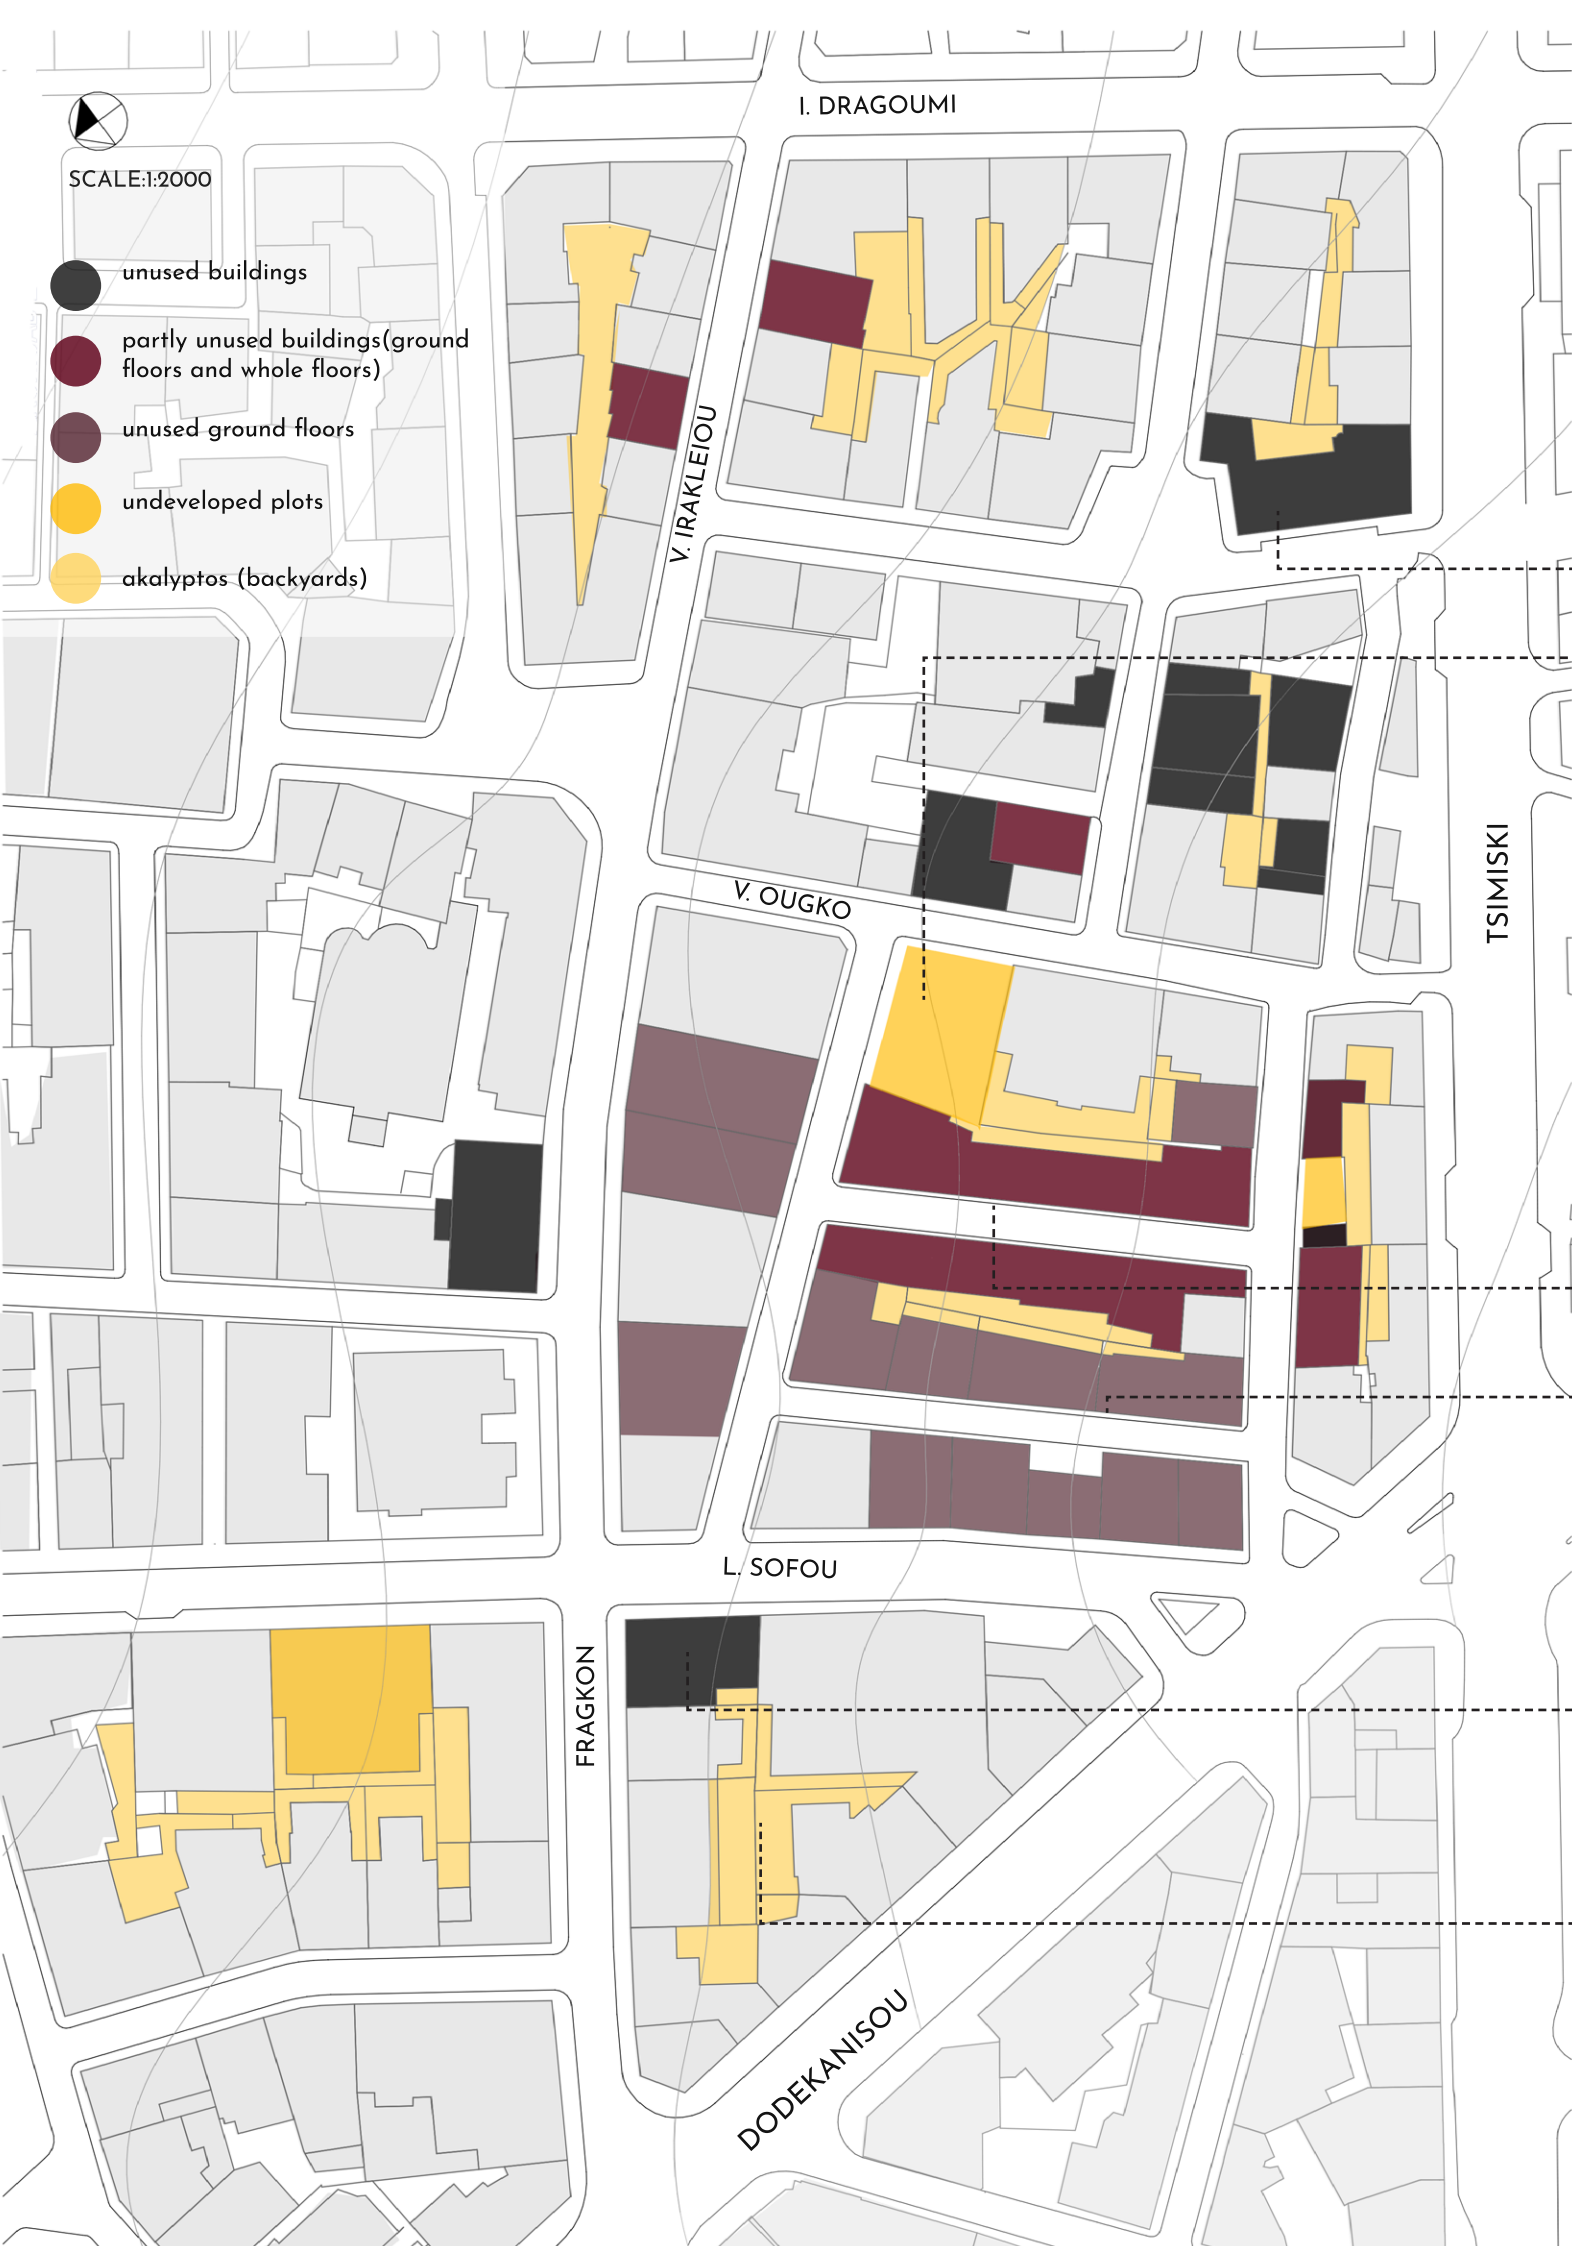 I. DRAGOUMI
SCALE:1:2000
unused buildings
partly unused buildings(ground
floors and whole floors)
unused ground floors
undeveloped plots
akalyptos (backyards)
V. IRAKLEIOU
V. OUGKO
TSIMISKI
L. SOFOU
FRAGKON
DODEKANISOU